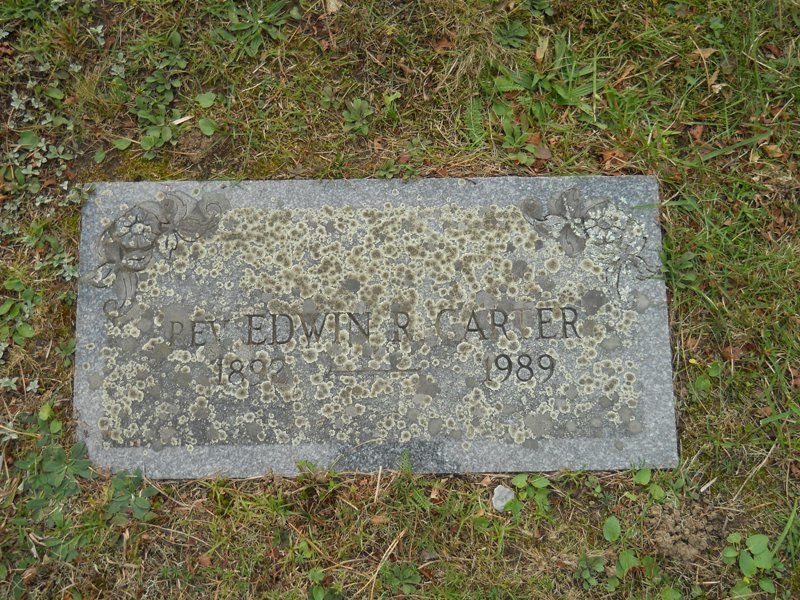 REV EDWIN R. CARTER
1892 — 1989